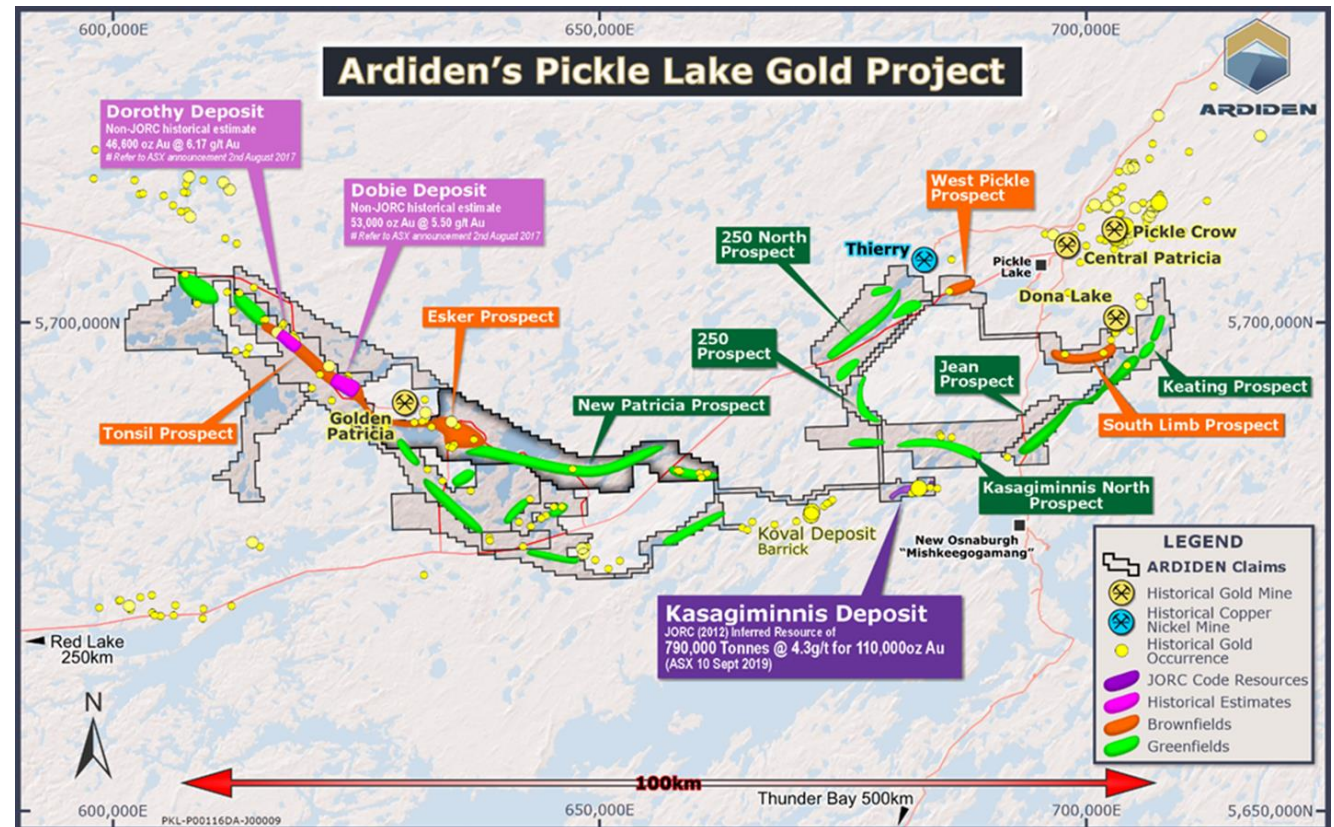 600,000E
650,000E
700,000E
Ardiden's Pickle Lake Gold Project
ARDIDEN
Dorothy Deposit
Non-JORC historical estimate
46,600 oz Au @ 6.17 g/t Au
# Refer to ASX announcement 2nd August 2017
Dobie Deposit
Non-JORC historical estimate
53,000 oz Au @ 5.50 g/t Au
# Refer to ASX announcement 2nd August 2017
West Pickle
Prospect
250 North
Prospect
Thierry
Pickle
Lake
Pickle Crow
Central Patricia
Dona Lake
5,700,000N
5,700,000N
Esker Prospect
250
Prospect
Jean
Prospect
Keating Prospect
New Patricia Prospect
South Limb Prospect
Tonsil Prospect
Golden
Patricia
Kasagiminnis North
Prospect
Koval Deposit
Barrick
New Osnaburgh
"Mishkeegogamang"
Kasagiminnis Deposit
JORC (2012) Inferred Resource of
790,000 Tonnes @ 4.3g/t for 110,000oz Au
(ASX 10 Sept 2019)
LEGEND
ARDIDEN Claims
Historical Gold Mine
Historical Copper
Nickel Mine
Historical Gold
Occurrence
JORC Code Resources
Historical Estimates
Brownfields
Greenfields
Red Lake
250km
N
100km
Thunder Bay 500km
600,000E
PKL-P00116DA-J00009
650,000E
700,000E
5,650,000N